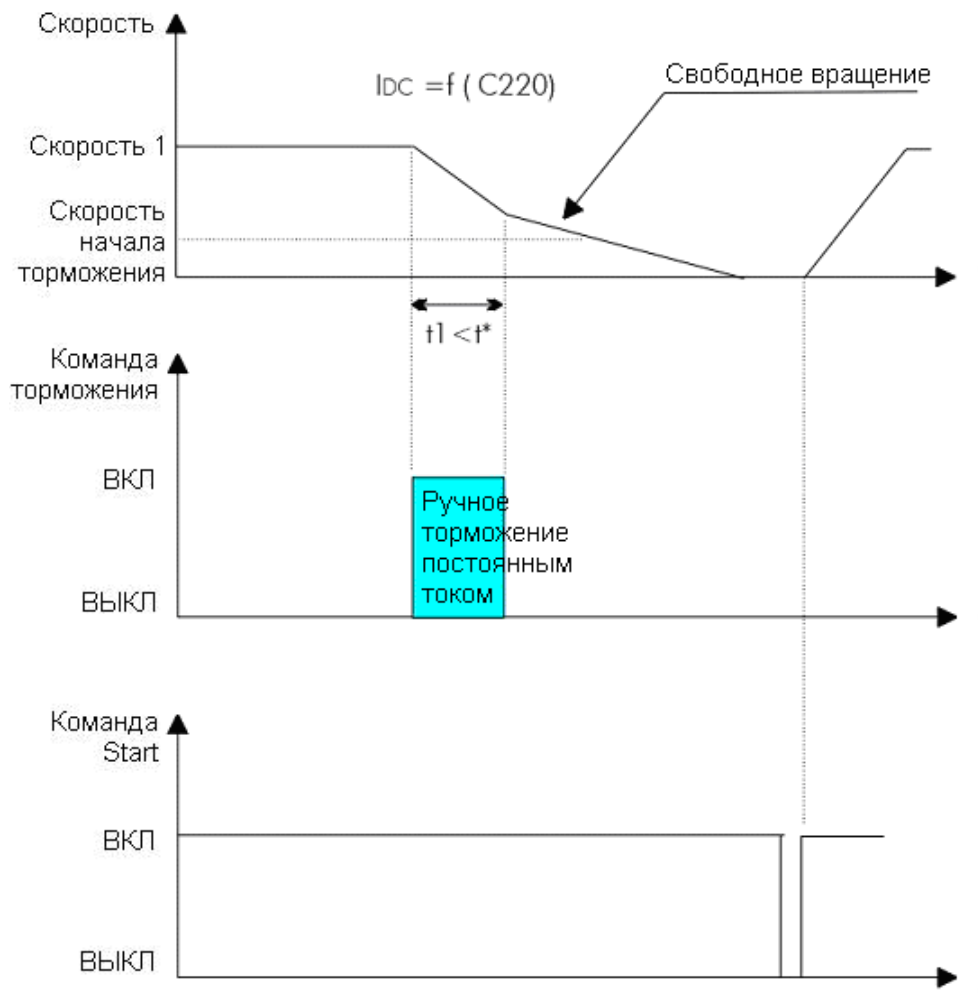 Скорость
IDC =f ( C220)
Свободное вращение
Скорость 1
Скорость
начала
торможения
t1 <t*
Команда
торможения
ВКЛ
Ручное
торможение
постоянным
током
ВЫКЛ
Команда
Start
ВКЛ
ВЫКЛ